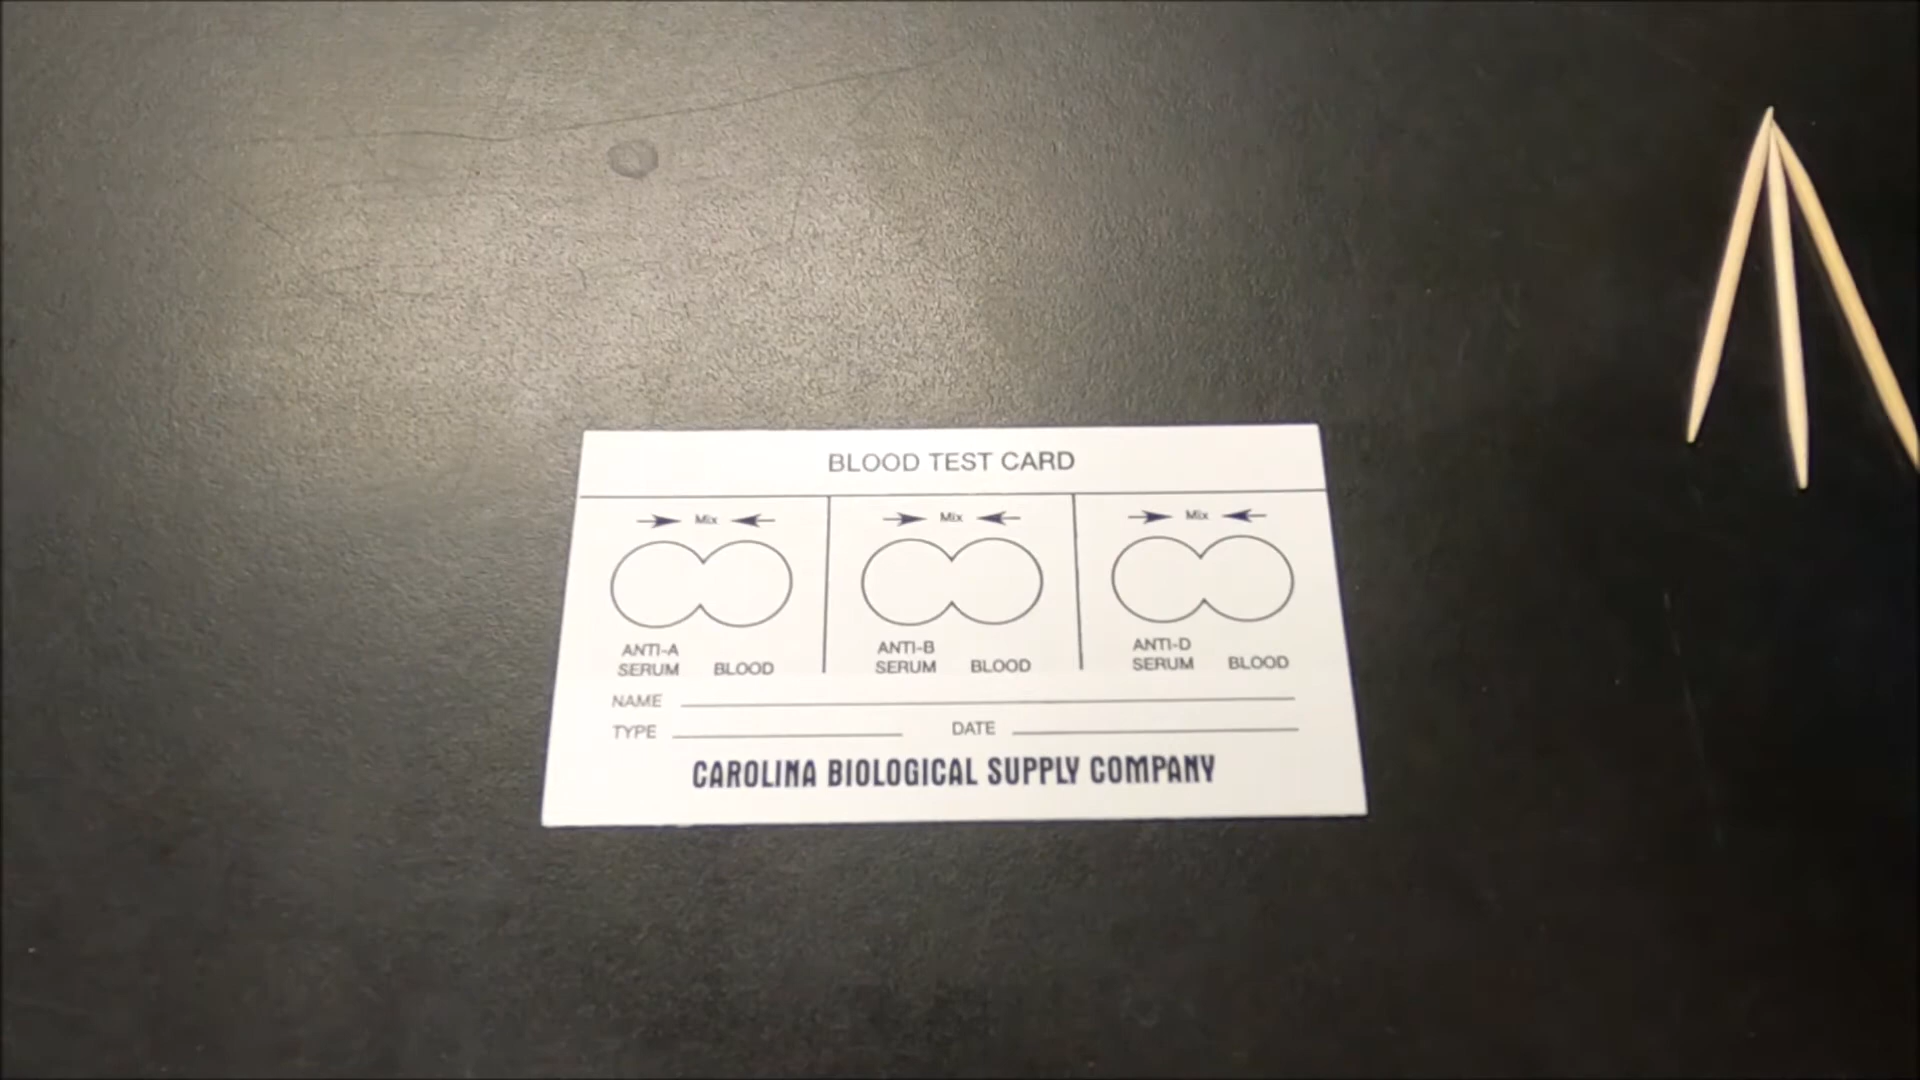 BLOOD TEST CARD
Mix Mix Mix
ANTI-A SERUM BLOOD
ANTI-B SERUM BLOOD
ANTI-D SERUM BLOOD
NAME
TYPE DATE
CAROLINA BIOLOGICAL SUPPLY COMPANY